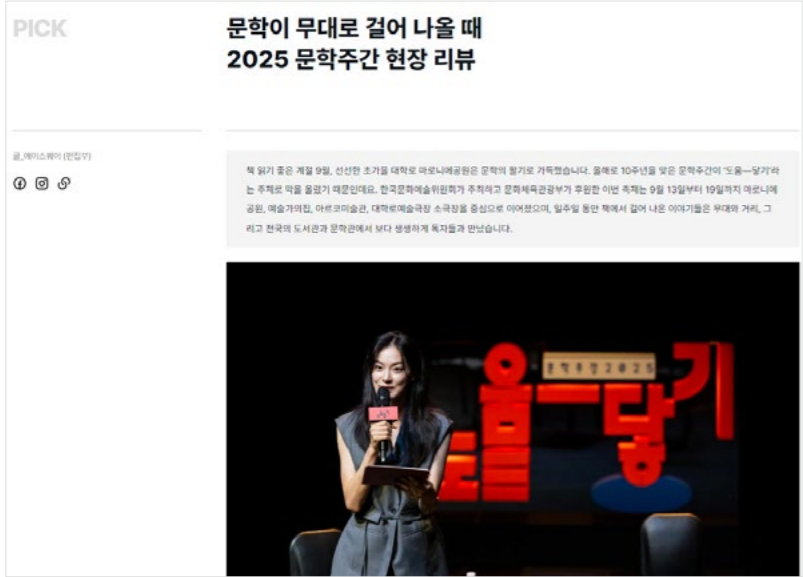 PICK
문학이 무대로 걸어 나올 때
2025 문학주간 현장 리뷰
글_에이스퀘어 (편집부)
책 읽기 좋은 계절 9월, 선선한 초가을 대학로 마로니에공원은 문학의 활기로 가득했습니다. 올해로 10주년을 맞은 문학주간이 '도움—닿기'라
는 주제로 막을 올렸기 때문인데요. 한국문화예술위원회가 주최하고 문화체육관광부가 후원한 이번 축제는 9월 13일부터 19일까지 마로니에
공원, 예술가의집, 아르코미술관, 대학로예술극장 소극장을 중심으로 이어졌으며, 일주일 동안 책에서 걸어 나온 이야기들은 무대와 거리, 그
리고 전국의 도서관과 문학관에서 보다 생생하게 독자들과 만났습니다.
문학주간2025
도움—닿기